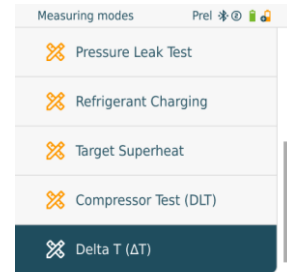 Measuring modes Prel
Pressure Leak Test
Refrigerant Charging
Target Superheat
Compressor Test (DLT)
Delta T (ΔT)